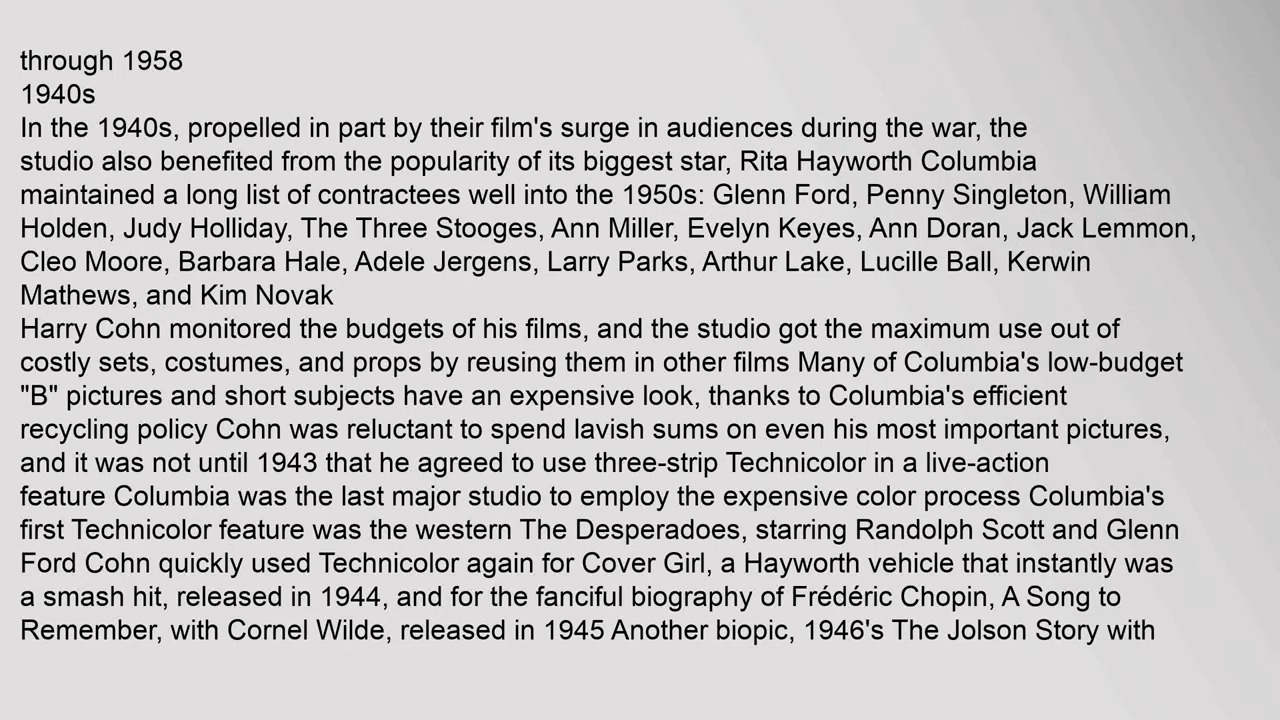 through 1958
1940s
In the 1940s, propelled in part by their film's surge in audiences during the war, the
studio also benefited from the popularity of its biggest star, Rita Hayworth Columbia
maintained a long list of contractees well into the 1950s: Glenn Ford, Penny Singleton, William
Holden, Judy Holliday, The Three Stooges, Ann Miller, Evelyn Keyes, Ann Doran, Jack Lemmon,
Cleo Moore, Barbara Hale, Adele Jergens, Larry Parks, Arthur Lake, Lucille Ball, Kerwin
Mathews, and Kim Novak
Harry Cohn monitored the budgets of his films, and the studio got the maximum use out of
costly sets, costumes, and props by reusing them in other films Many of Columbia's low-budget
"B" pictures and short subjects have an expensive look, thanks to Columbia's efficient
recycling policy Cohn was reluctant to spend lavish sums on even his most important pictures,
and it was not until 1943 that he agreed to use three-strip Technicolor in a live-action
feature Columbia was the last major studio to employ the expensive color process Columbia's
first Technicolor feature was the western The Desperadoes, starring Randolph Scott and Glenn
Ford Cohn quickly used Technicolor again for Cover Girl, a Hayworth vehicle that instantly was
a smash hit, released in 1944, and for the fanciful biography of Frédéric Chopin, A Song to
Remember, with Cornel Wilde, released in 1945 Another biopic, 1946's The Jolson Story with